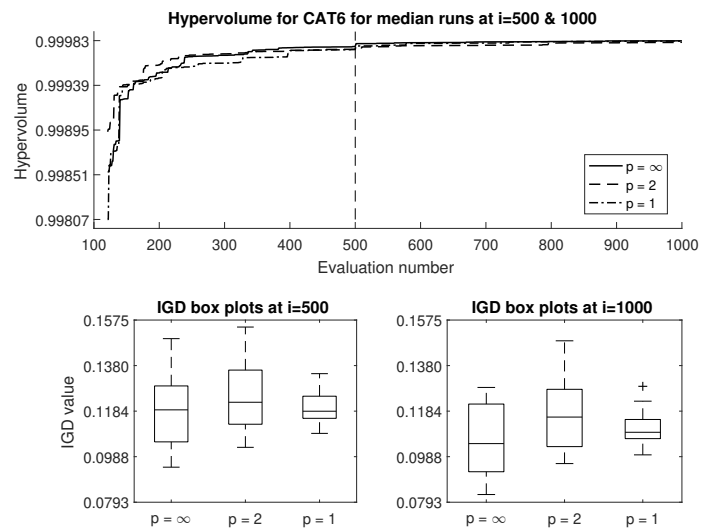 Hypervolume for CAT6 for median runs at i=500 & 1000
Hypervolume
0.99983
0.99939
0.99895
0.99851
0.99807
p = ∞
p = 2
p = 1
100 200 300 400 500 600 700 800 900 1000
Evaluation number
IGD box plots at i=500
IGD value
0.1575
0.1380
0.1184
0.0988
0.0793
p = ∞ p = 2 p = 1
IGD box plots at i=1000
0.1575
0.1380
0.1184
0.0988
0.0793
p = ∞ p = 2 p = 1